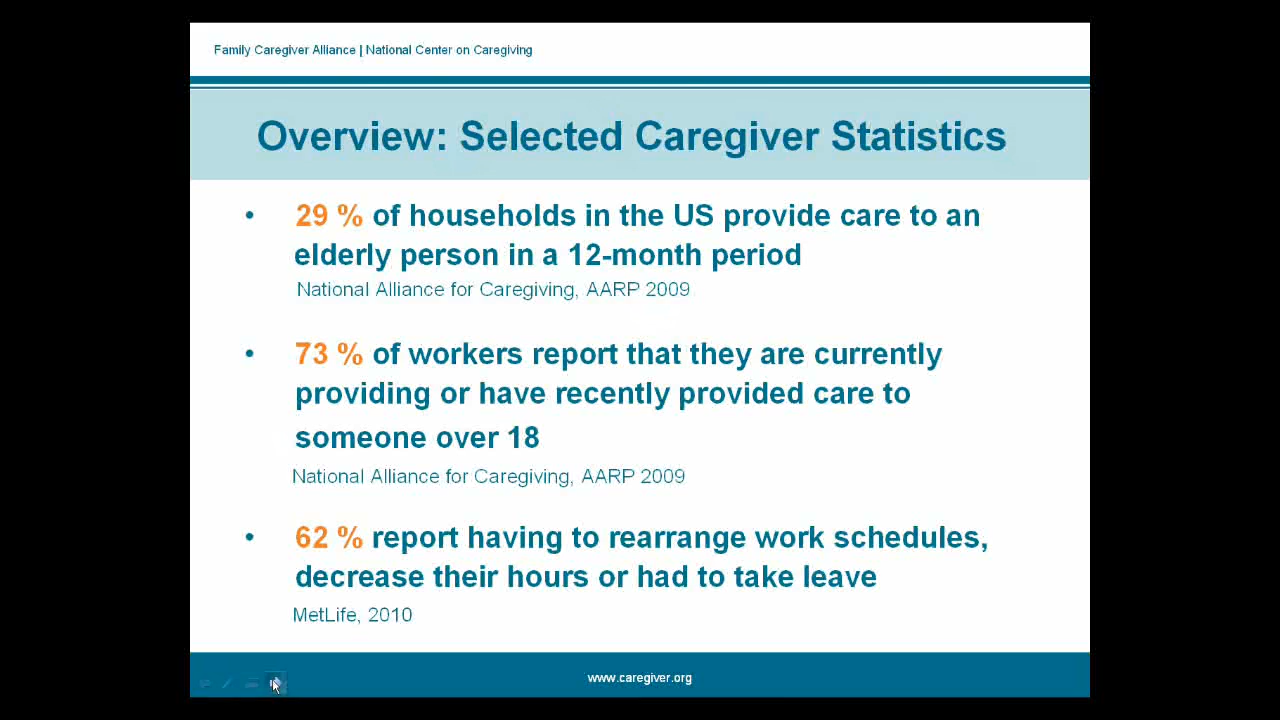 Family Caregiver Alliance | National Center on Caregiving
Overview: Selected Caregiver Statistics
• 29 % of households in the US provide care to an
elderly person in a 12-month period
National Alliance for Caregiving, AARP 2009
• 73 % of workers report that they are currently
providing or have recently provided care to
someone over 18
National Alliance for Caregiving, AARP 2009
• 62 % report having to rearrange work schedules,
decrease their hours or had to take leave
MetLife, 2010
www.caregiver.org